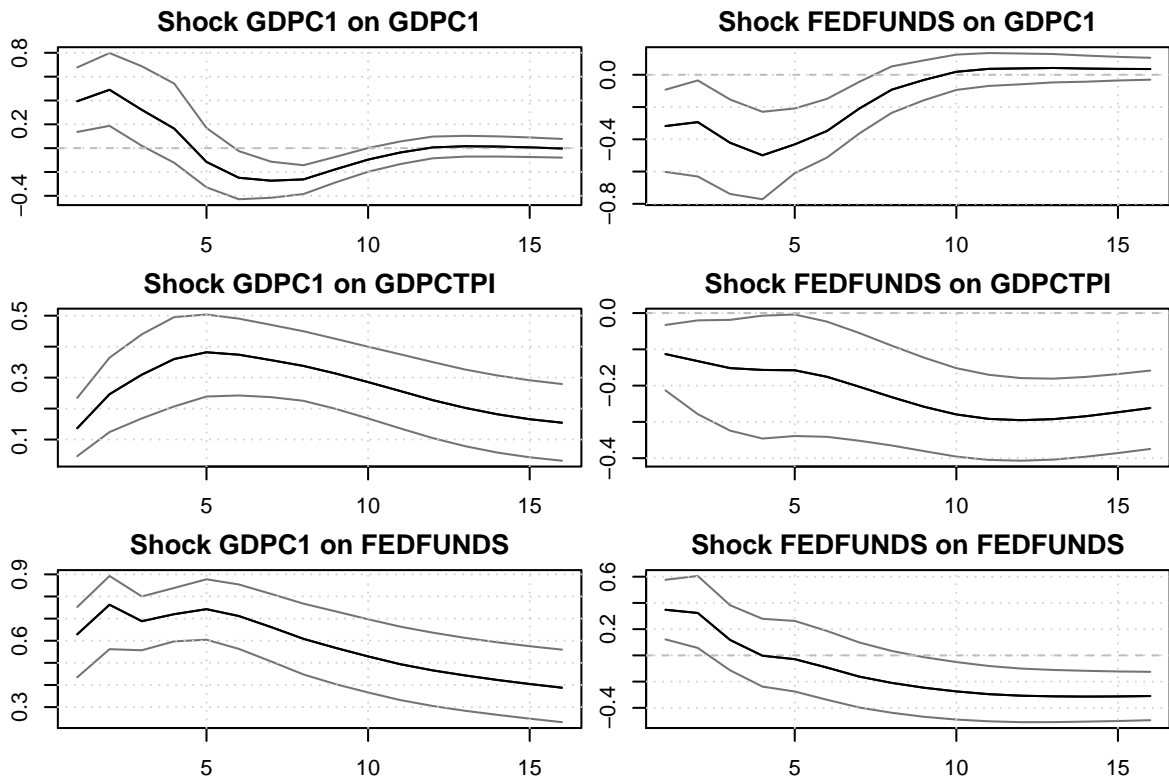 Shock GDPC1 on GDPC1
0.8
0.2
−0.4
5 10 15
Shock FEDFUNDS on GDPC1
0.0
−0.4
−0.8
5 10 15
Shock GDPC1 on GDPCTPI
0.5
0.3
0.1
5 10 15
Shock FEDFUNDS on GDPCTPI
0.0
−0.2
−0.4
5 10 15
Shock GDPC1 on FEDFUNDS
0.9
0.6
0.3
5 10 15
Shock FEDFUNDS on FEDFUNDS
0.6
0.2
−0.4
5 10 15